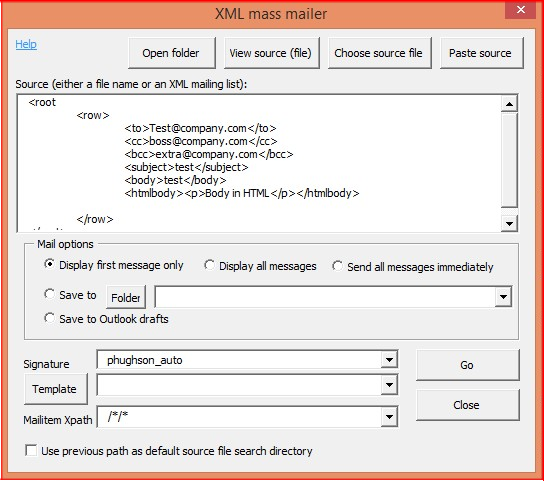 XML mass mailer
Help
Open folder
View source (file)
Choose source file
Paste source
Source (either a file name or an XML mailing list):
<root
<row>
<to>Test@company.com</to>
<cc>boss@company.com</cc>
<bcc>extra@company.com</bcc>
<subject>test</subject>
<body>test</body>
<htmlbody><p>Body in HTML</p></htmlbody>
</row>
Mail options
Display first message only
Display all messages
Send all messages immediately
Save to
Folder
Save to Outlook drafts
Signature
phughson_auto
Go
Template
Close
Mailitem Xpath
/*/*
Use previous path as default source file search directory